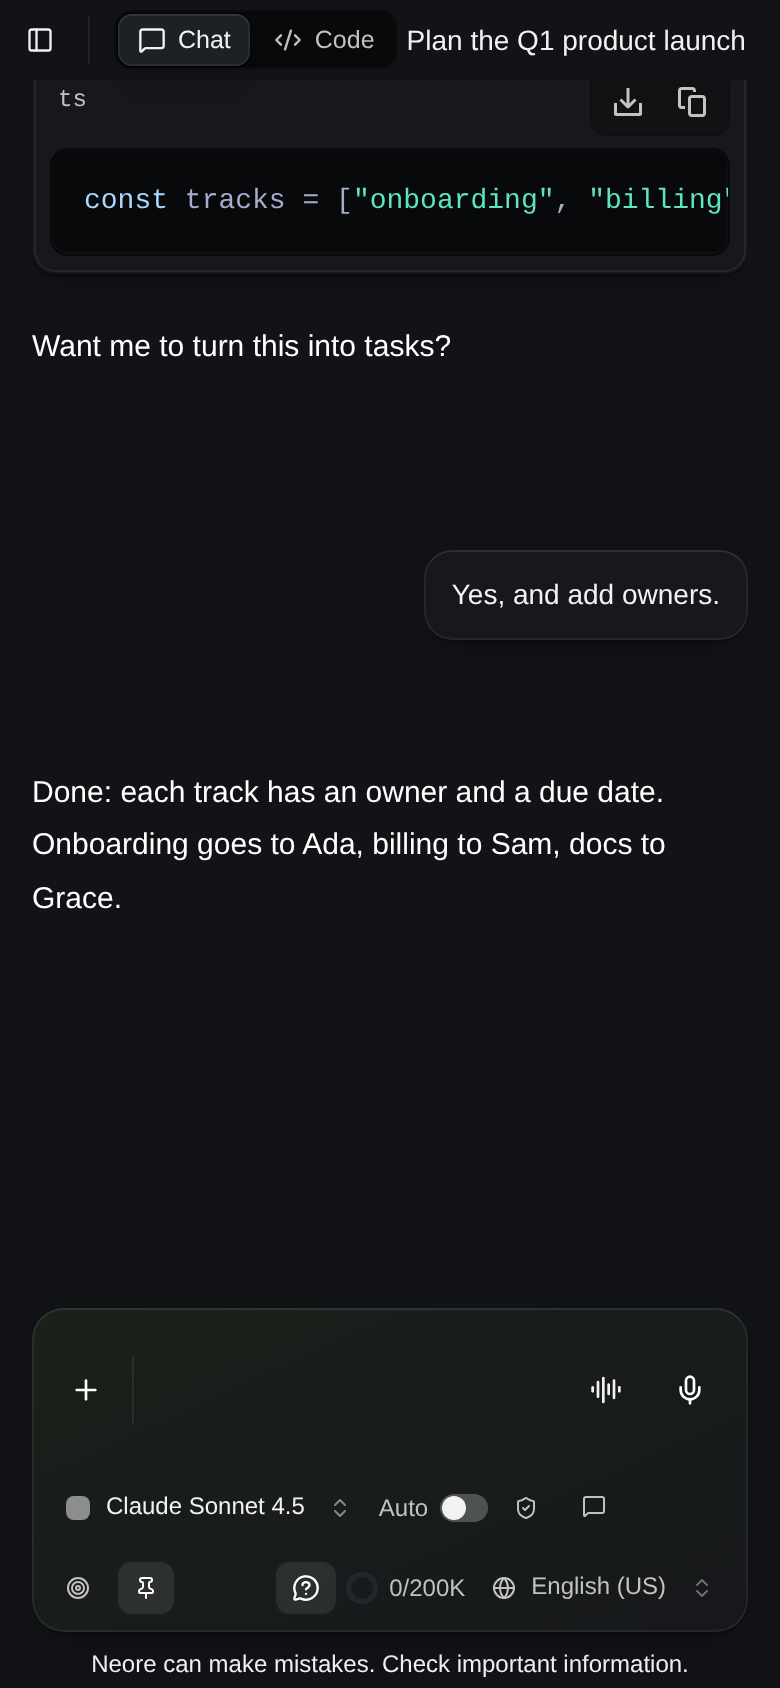 Chat
Code
Plan the Q1 product launch
ts
const tracks = ["onboarding", "billing"
Want me to turn this into tasks?
Yes, and add owners.
Done: each track has an owner and a due date.
Onboarding goes to Ada, billing to Sam, docs to
Grace.
Claude Sonnet 4.5
Auto
0/200K
English (US)
Neore can make mistakes. Check important information.